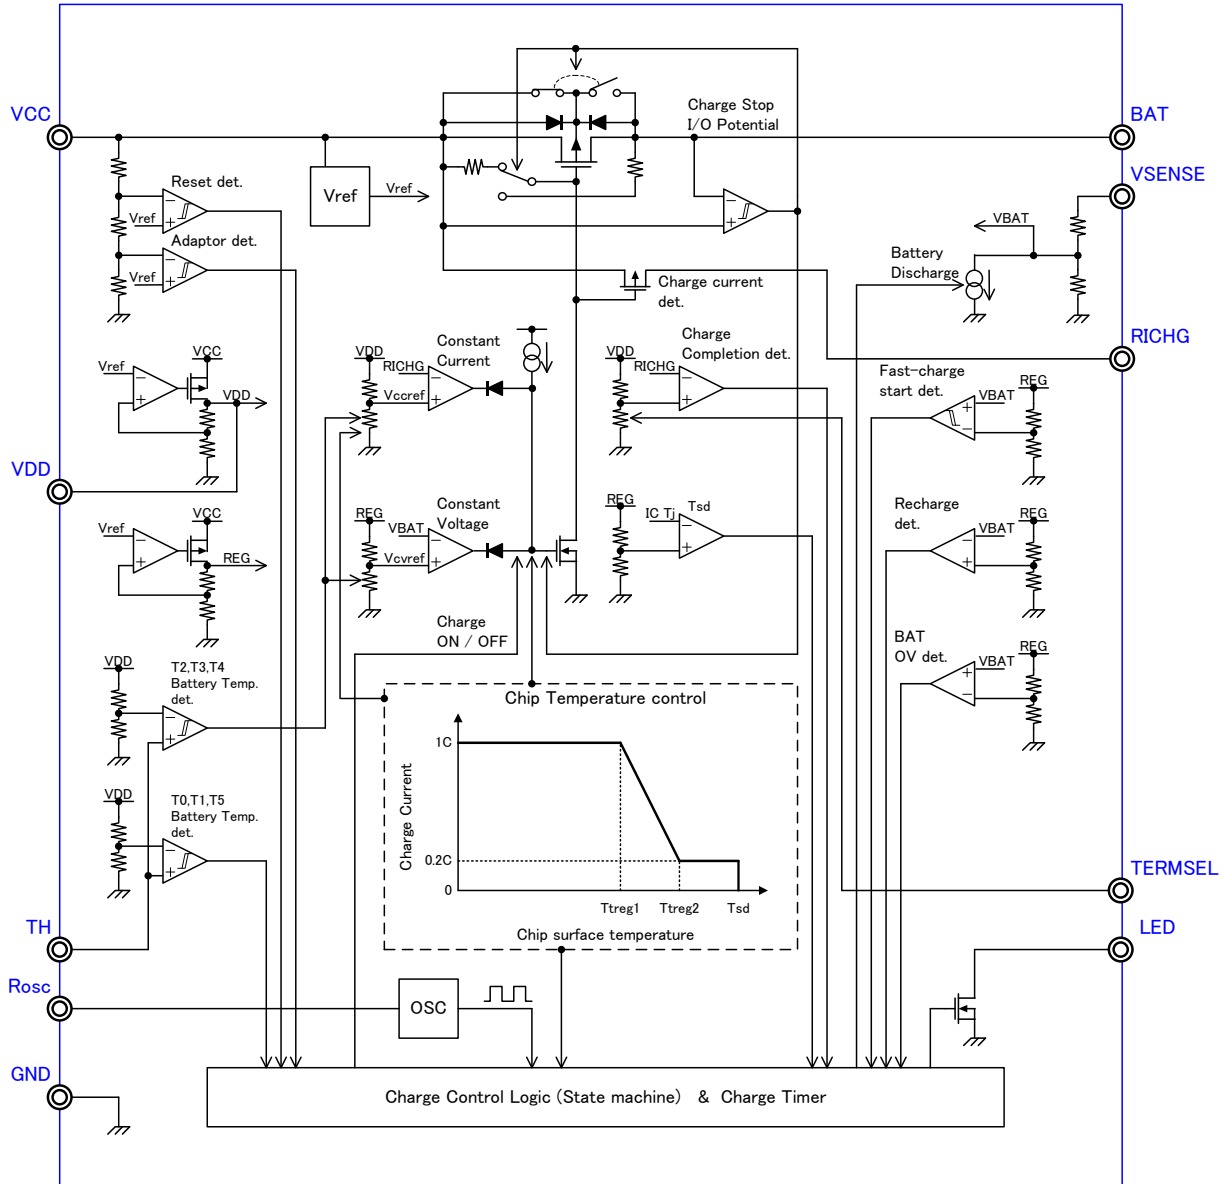 VCC
BAT
VSENSE
Charge Stop
I/O Potential
Vref
Vref
Reset det.
− + Vref
Adaptor det.
− + Vref
− +
VBAT
Battery
Discharge
Charge current
det.
RICHG
Constant
Current
Charge
Completion det.
Fast-charge
start det.
VCC
Vref
− +
VDD
VDD
RICHG
Vccref
− +
VDD
RICHG
− +
REG
VBAT
+ −
VDD
Constant
Voltage
Recharge
det.
VCC
Vref
− +
REG
REG
VBAT
Vcvref
− +
REG
IC Tj
Tsd
− +
REG
VBAT
− +
Charge
ON / OFF
BAT
OV det.
REG
VBAT
+ −
VDD
T2,T3,T4
Battery Temp.
det.
− +
VDD
T0,T1,T5
Battery Temp.
det.
− +
Chip Temperature control
Charge Current
1C
0.2C
0
Ttreg1
Ttreg2
Tsd
Chip surface temperature
TERMSEL
TH
LED
Rosc
OSC
GND
Charge Control Logic (State machine) & Charge Timer